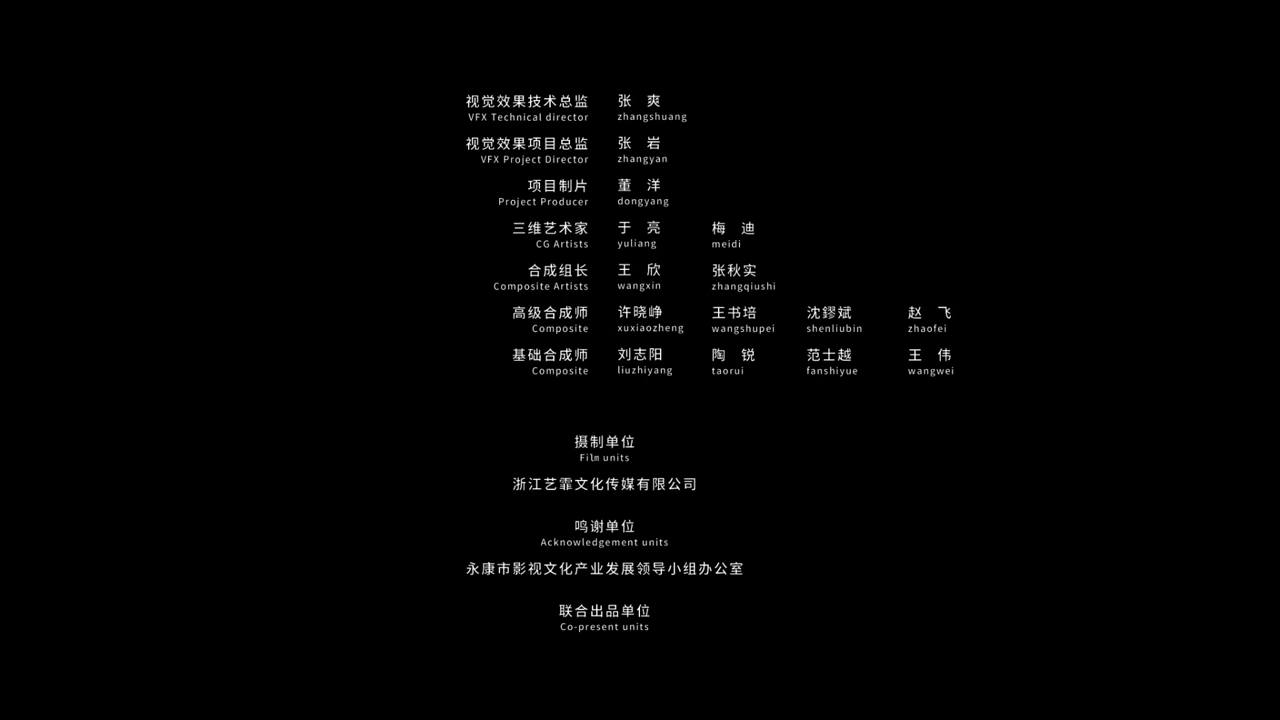 视觉效果技术总监 张 爽
VFX Technical director zhangshuang
视觉效果项目总监 张 岩
VFX Project Director zhangyan
项目制片 董 洋
Project Producer dongyang
三维艺术家 于 亮 梅 迪
CG Artists yuliang meidi
合成组长 王 欣 张秋实
Composite Artists wangxin zhangqiushi
高级合成师 许晓峥 王书培 沈鏐斌 赵 飞
Composite xuxiaozheng wangshupei shenliubin zhaofei
基础合成师 刘志阳 陶 锐 范士越 王 伟
Composite liuzhiyang taorui fanshiyue wangwei
摄制单位
Film units
浙江艺霏文化传媒有限公司
鸣谢单位
Acknowledgement units
永康市影视文化产业发展领导小组办公室
联合出品单位
Co-present units